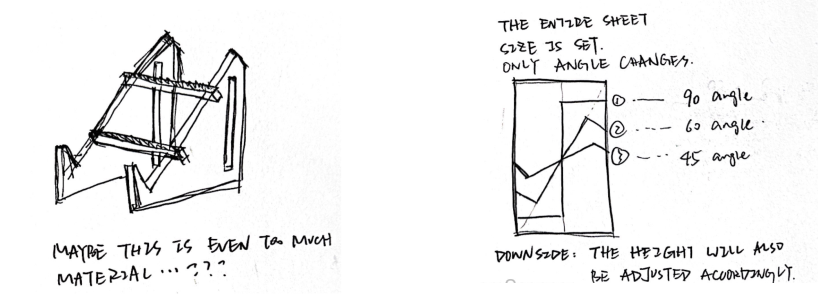 MAYBE THIS IS EVEN TOO MUCH
MATERIAL ... ???
THE ENTIDE SHEET
SIZE IS SET.
ONLY ANGLE CHANGES.
① --- 90 angle
② --- 60 angle
③ --- 45 angle
DOWNSIDE: THE HEIGHT WILL ALSO
BE ADJUSTED ACCORDINGLY.